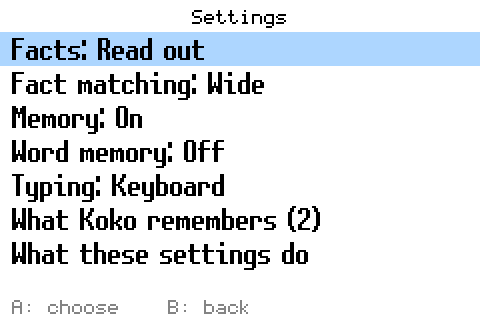 Settings
Facts: Read out
Fact matching: Wide
Memory: On
Word memory: Off
Typing: Keyboard
What Koko remembers (2)
What these settings do
A: choose    B: back